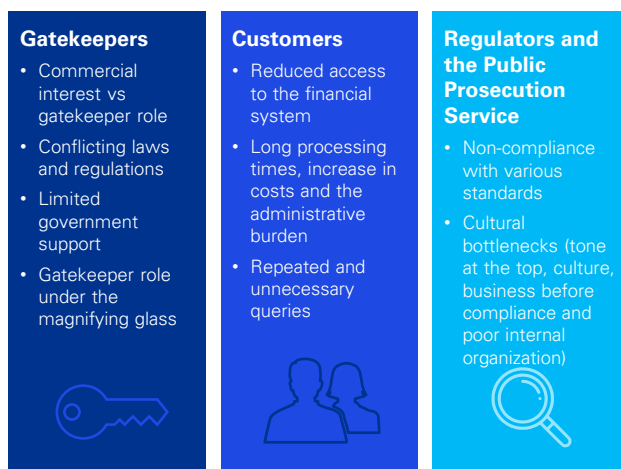 Gatekeepers
• Commercial
interest vs
gatekeeper role
• Conflicting laws
and regulations
• Limited
government
support
• Gatekeeper role
under the
magnifying glass
Customers
• Reduced access
to the financial
system
• Long processing
times, increase in
costs and the
administrative
burden
• Repeated and
unnecessary
queries
Regulators and
the Public
Prosecution
Service
• Non-compliance
with various
standards
• Cultural
bottlenecks (tone
at the top, culture,
business before
compliance and
poor internal
organization)